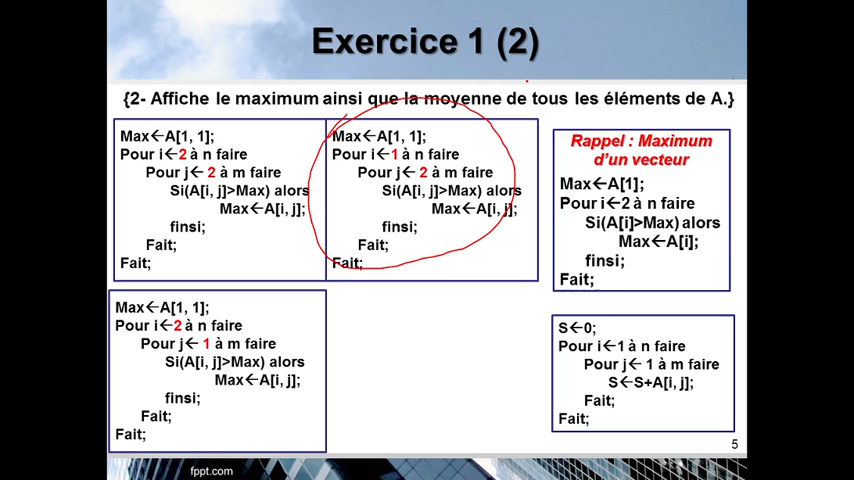 Exercice 1 (2)
{2- Affiche le maximum ainsi que la moyenne de tous les éléments de A.}
Max←A[1, 1];
Pour i←2 à n faire
Pour j← 2 à m faire
Si(A[i, j]>Max) alors
Max←A[i, j];
finsi;
Fait;
Fait;
Max←A[1, 1];
Pour i←1 à n faire
Pour j← 2 à m faire
Si(A[i, j]>Max) alors
Max←A[i, j];
finsi;
Fait;
Fait;
Rappel : Maximum
d'un vecteur
Max←A[1];
Pour i←2 à n faire
Si(A[i]>Max) alors
Max←A[i];
finsi;
Fait;
Max←A[1, 1];
Pour i←2 à n faire
Pour j← 1 à m faire
Si(A[i, j]>Max) alors
Max←A[i, j];
finsi;
Fait;
Fait;
S←0;
Pour i←1 à n faire
Pour j← 1 à m faire
S←S+A[i, j];
Fait;
Fait;
5
fppt.com